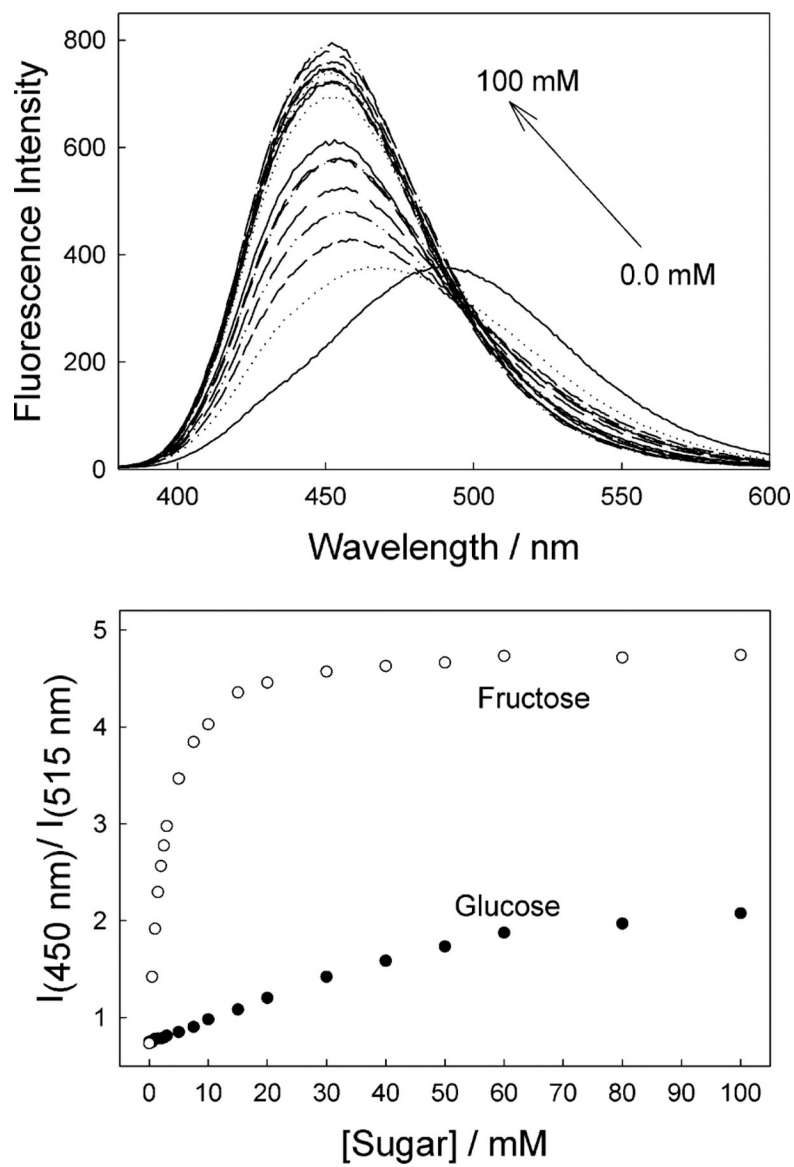 800
600
400
200
0
Fluorescence Intensity
100 mM
0.0 mM
400 450 500 550 600
Wavelength / nm
5
4
3
2
1
I(450 nm)/ I(515 nm)
Fructose
Glucose
0 10 20 30 40 50 60 70 80 90 100
[Sugar] / mM